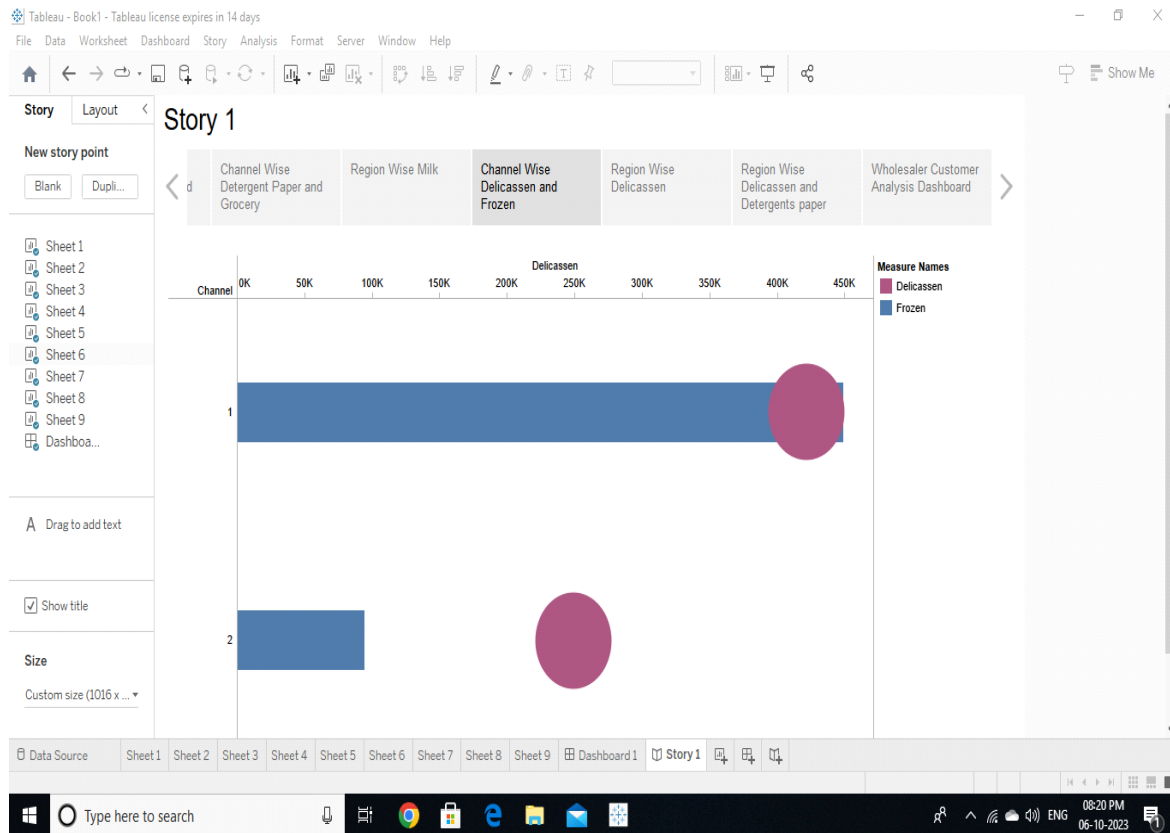 Tableau - Book1 - Tableau license expires in 14 days
File Data Worksheet Dashboard Story Analysis Format Server Window Help
Show Me
Story Layout
Story 1
New story point
Blank Dupli...
d
Channel Wise
Detergent Paper and
Grocery
Region Wise Milk
Channel Wise
Delicassen and
Frozen
Region Wise
Delicassen
Region Wise
Delicassen and
Detergents paper
Wholesaler Customer
Analysis Dashboard
Sheet 1
Sheet 2
Sheet 3
Sheet 4
Sheet 5
Sheet 6
Sheet 7
Sheet 8
Sheet 9
Dashboa...
A Drag to add text
Show title
Size
Custom size (1016 x ...
Delicassen
Channel 0K 50K 100K 150K 200K 250K 300K 350K 400K 450K
1
2
Measure Names
Delicassen
Frozen
Data Source Sheet 1 Sheet 2 Sheet 3 Sheet 4 Sheet 5 Sheet 6 Sheet 7 Sheet 8 Sheet 9 Dashboard 1 Story 1
Type here to search
ENG
08:20 PM
06-10-2023
1